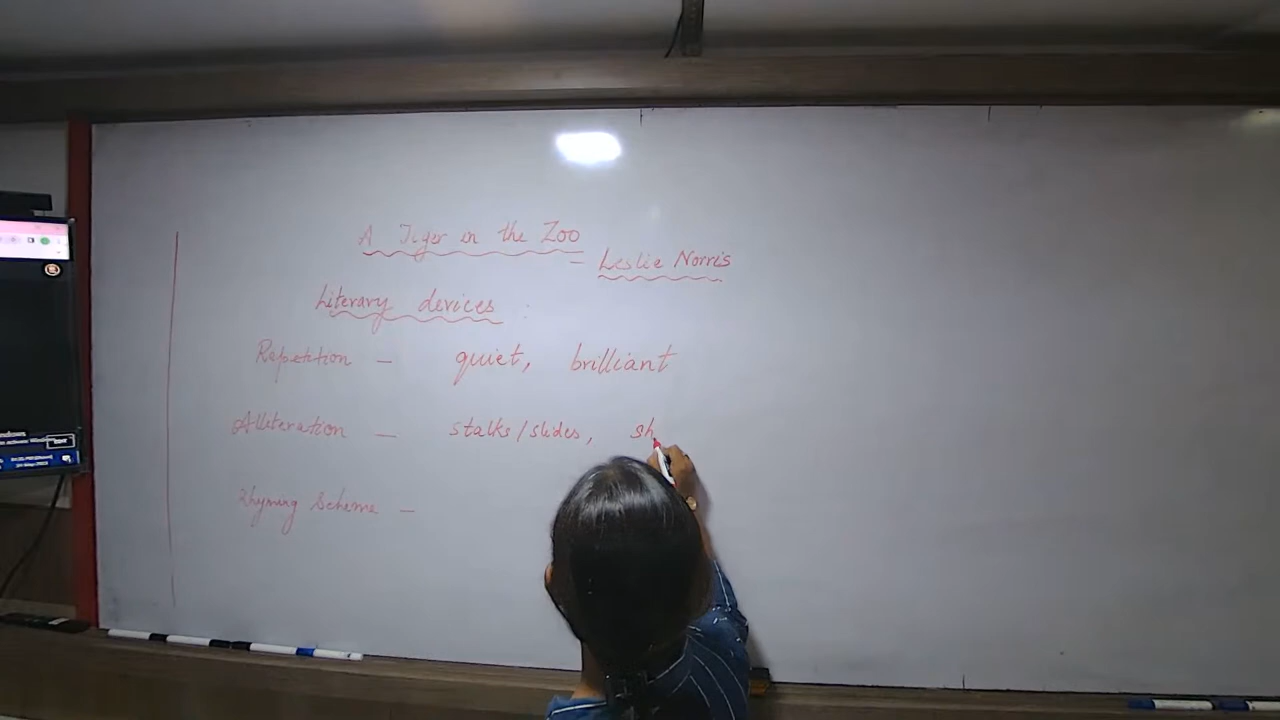 A Tiger in the Zoo
- Leslie Norris
Literary devices :
Repetition - quiet, brilliant
Alliteration - stalks/slides, sh
Rhyming Scheme -